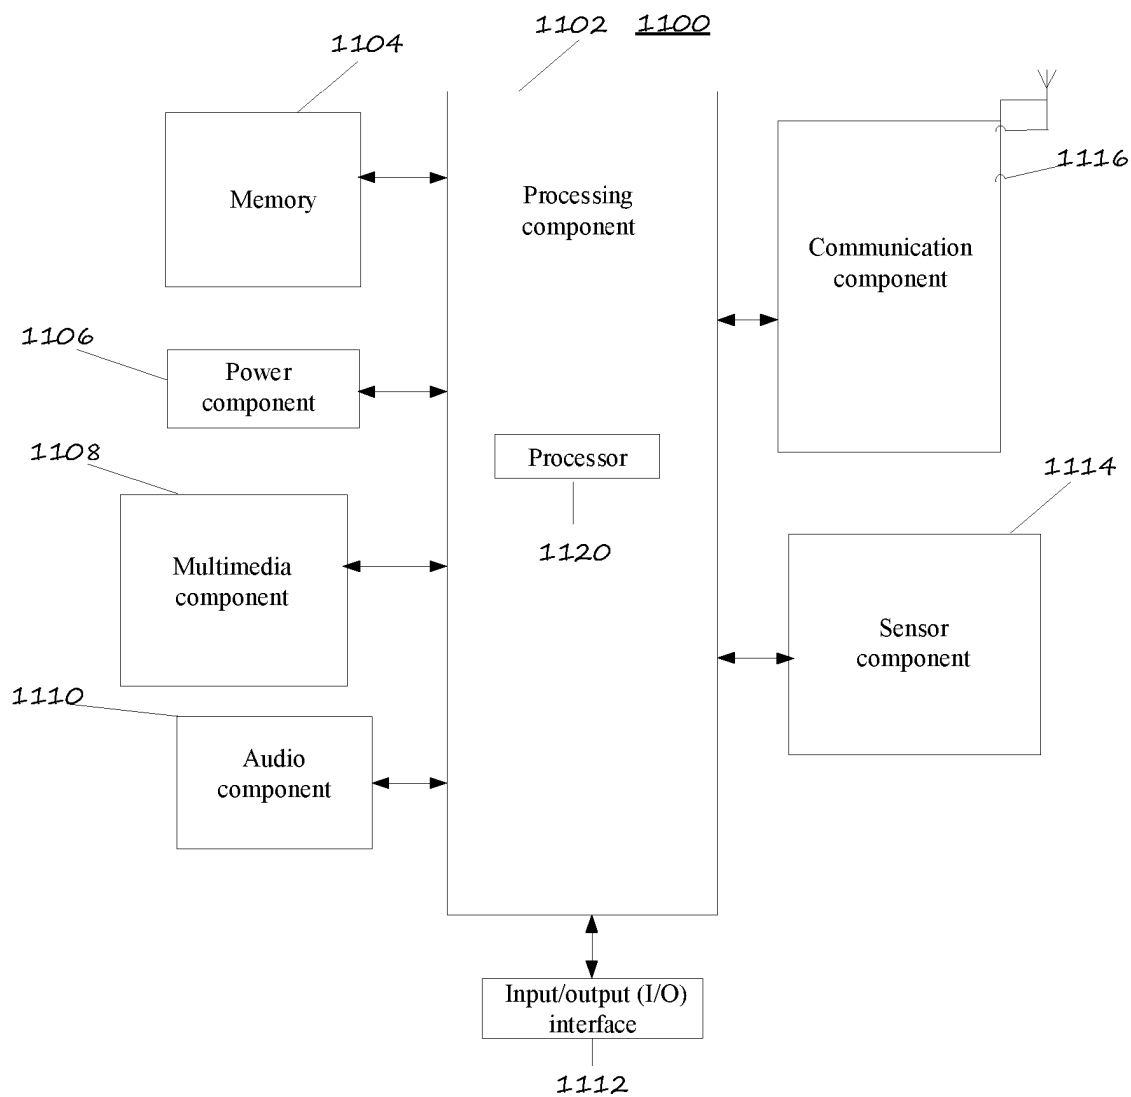 1102 1100
1104
1116
Memory
Processing
component
Communication
component
1106
Power
component
1108
Processor
1114
1120
Multimedia
component
Sensor
component
1110
Audio
component
Input/output (I/O)
interface
1112